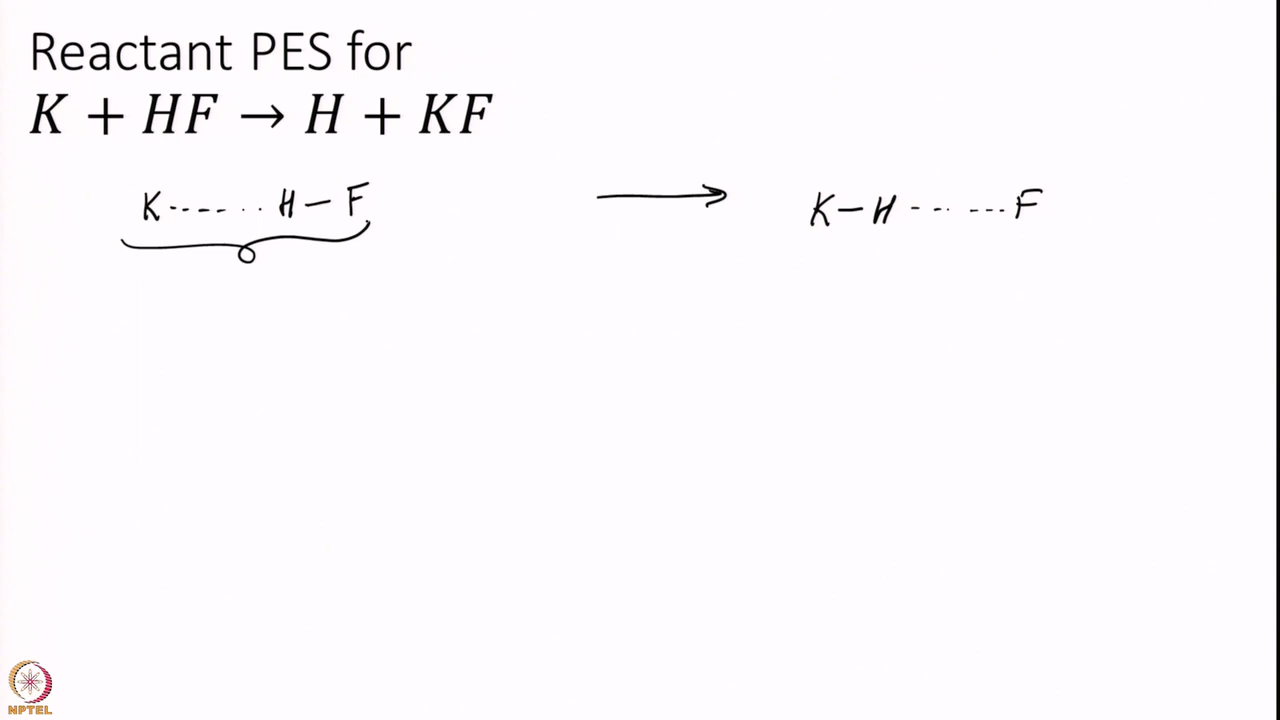 Reactant PES for
K + HF → H + KF
K ------- H — F ⟶ K — H ------ F
NPTEL